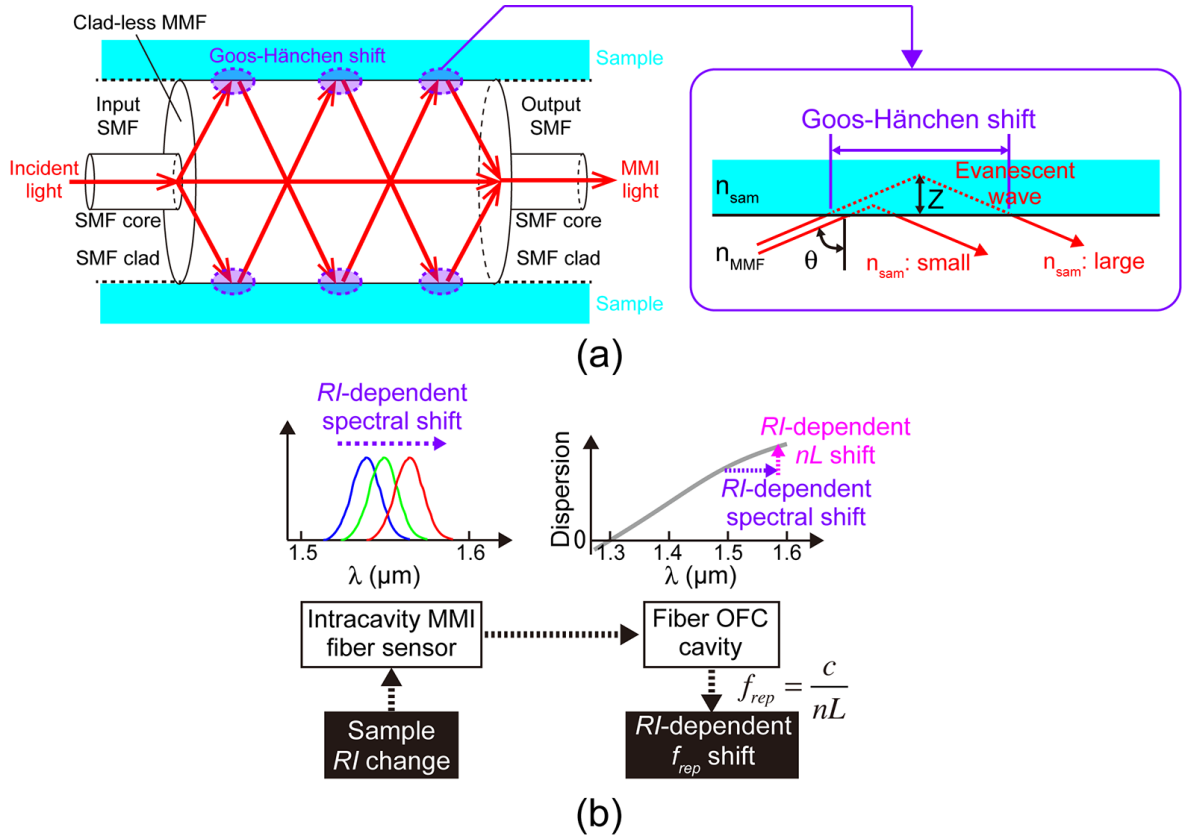 Clad-less MMF
Goos-Hänchen shift
Sample
Input
SMF
Output
SMF
Incident
light
MMI
light
SMF core
SMF core
SMF clad
SMF clad
Sample
Goos-Hänchen shift
Evanescent
wave
n_sam
Z
n_MMF
θ
n_sam: small
n_sam: large
(a)
RI-dependent
spectral shift
1.5
1.6
λ (μm)
Dispersion
0
RI-dependent
nL shift
RI-dependent
spectral shift
1.3
1.4
1.5
1.6
λ (μm)
Intracavity MMI
fiber sensor
Fiber OFC
cavity
f_rep = c/nL
Sample
RI change
RI-dependent
f_rep shift
(b)